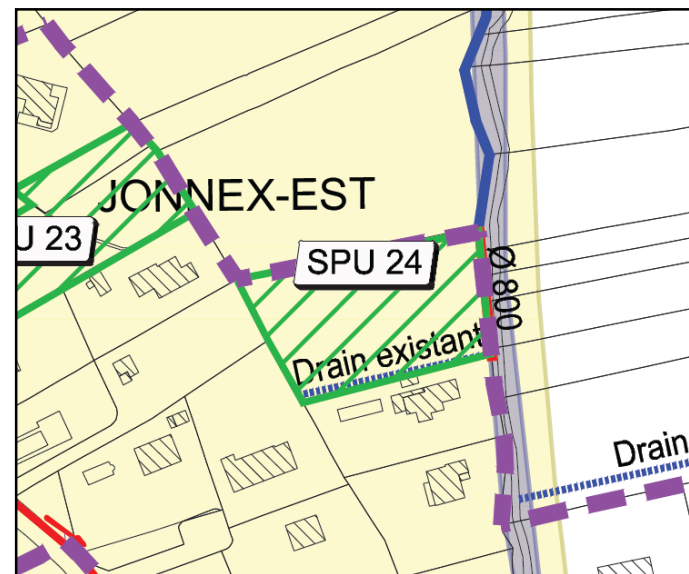 JONNEX-EST
U 23
SPU 24
Ø 800
Drain existant
Drain